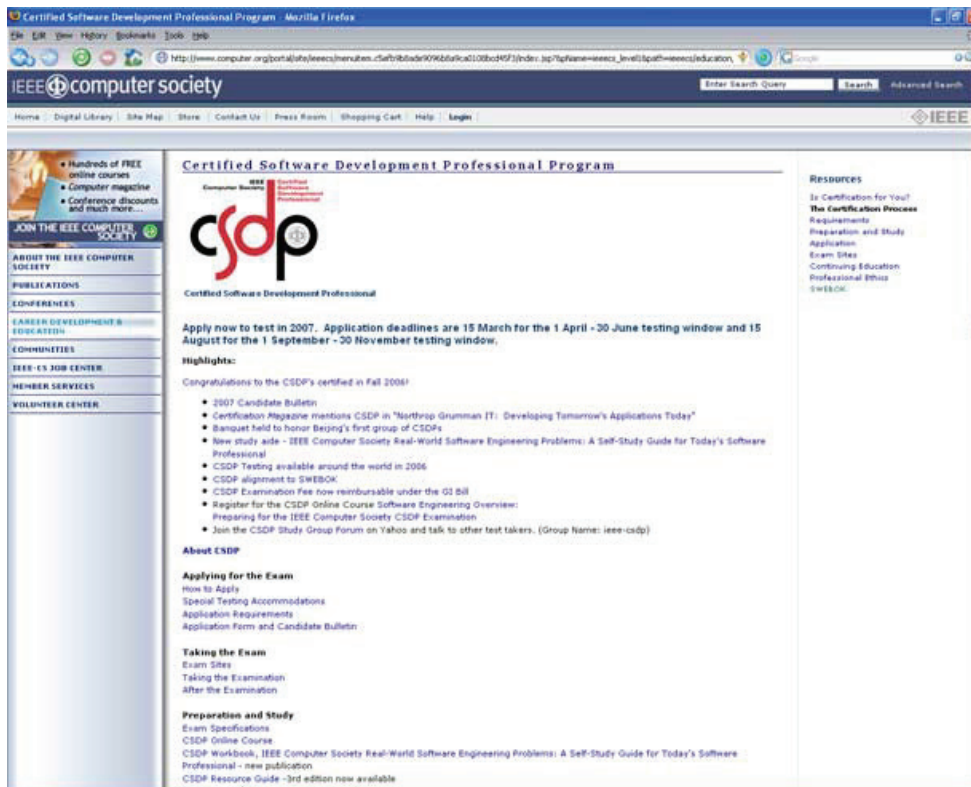 Certified Software Development Professional Program - Mozilla Firefox
File Edit View History Bookmarks Tools Help
IEEE computer society
Enter Search Query Search Advanced Search
Home Digital Library Site Map Store Contact Us Press Room Shopping Cart Help Login
IEEE
• Hundreds of FREE
online courses
• Computer magazine
• Conference discounts
and much more...
JOIN THE IEEE COMPUTER
SOCIETY
ABOUT THE IEEE COMPUTER
SOCIETY
PUBLICATIONS
CONFERENCES
CAREER DEVELOPMENT &
EDUCATION
COMMUNITIES
IEEE-CS JOB CENTER
MEMBER SERVICES
VOLUNTEER CENTER
Certified Software Development Professional Program
IEEE
Computer Society
Certified
Software
Development
Professional
csdp
Certified Software Development Professional
Apply now to test in 2007. Application deadlines are 15 March for the 1 April - 30 June testing window and 15
August for the 1 September - 30 November testing window.
Highlights:
Congratulations to the CSDP's certified in Fall 2006!
• 2007 Candidate Bulletin
• Certification Magazine mentions CSDP in "Northrop Grumman IT: Developing Tomorrow's Applications Today"
• Banquet held to honor Beijing's first group of CSDPs
• New study aide - IEEE Computer Society Real-World Software Engineering Problems: A Self-Study Guide for Today's Software
Professional
• CSDP Testing available around the world in 2006
• CSDP alignment to SWEBOK
• CSDP Examination Fee now reimbursable under the GI Bill
• Register for the CSDP Online Course Software Engineering Overview:
Preparing for the IEEE Computer Society CSDP Examination
• Join the CSDP Study Group Forum on Yahoo and talk to other test takers. (Group Name: ieee-csdp)
About CSDP
Applying for the Exam
How to Apply
Special Testing Accommodations
Application Requirements
Application Form and Candidate Bulletin
Taking the Exam
Exam Sites
Taking the Examination
After the Examination
Preparation and Study
Exam Specifications
CSDP Online Course
CSDP Workbook, IEEE Computer Society Real-World Software Engineering Problems: A Self-Study Guide for Today's Software
Professional - new publication
CSDP Resource Guide -3rd edition now available
Resources
Is Certification for You?
The Certification Process
Requirements
Preparation and Study
Application
Exam Sites
Continuing Education
Professional Ethics
SWEBOK